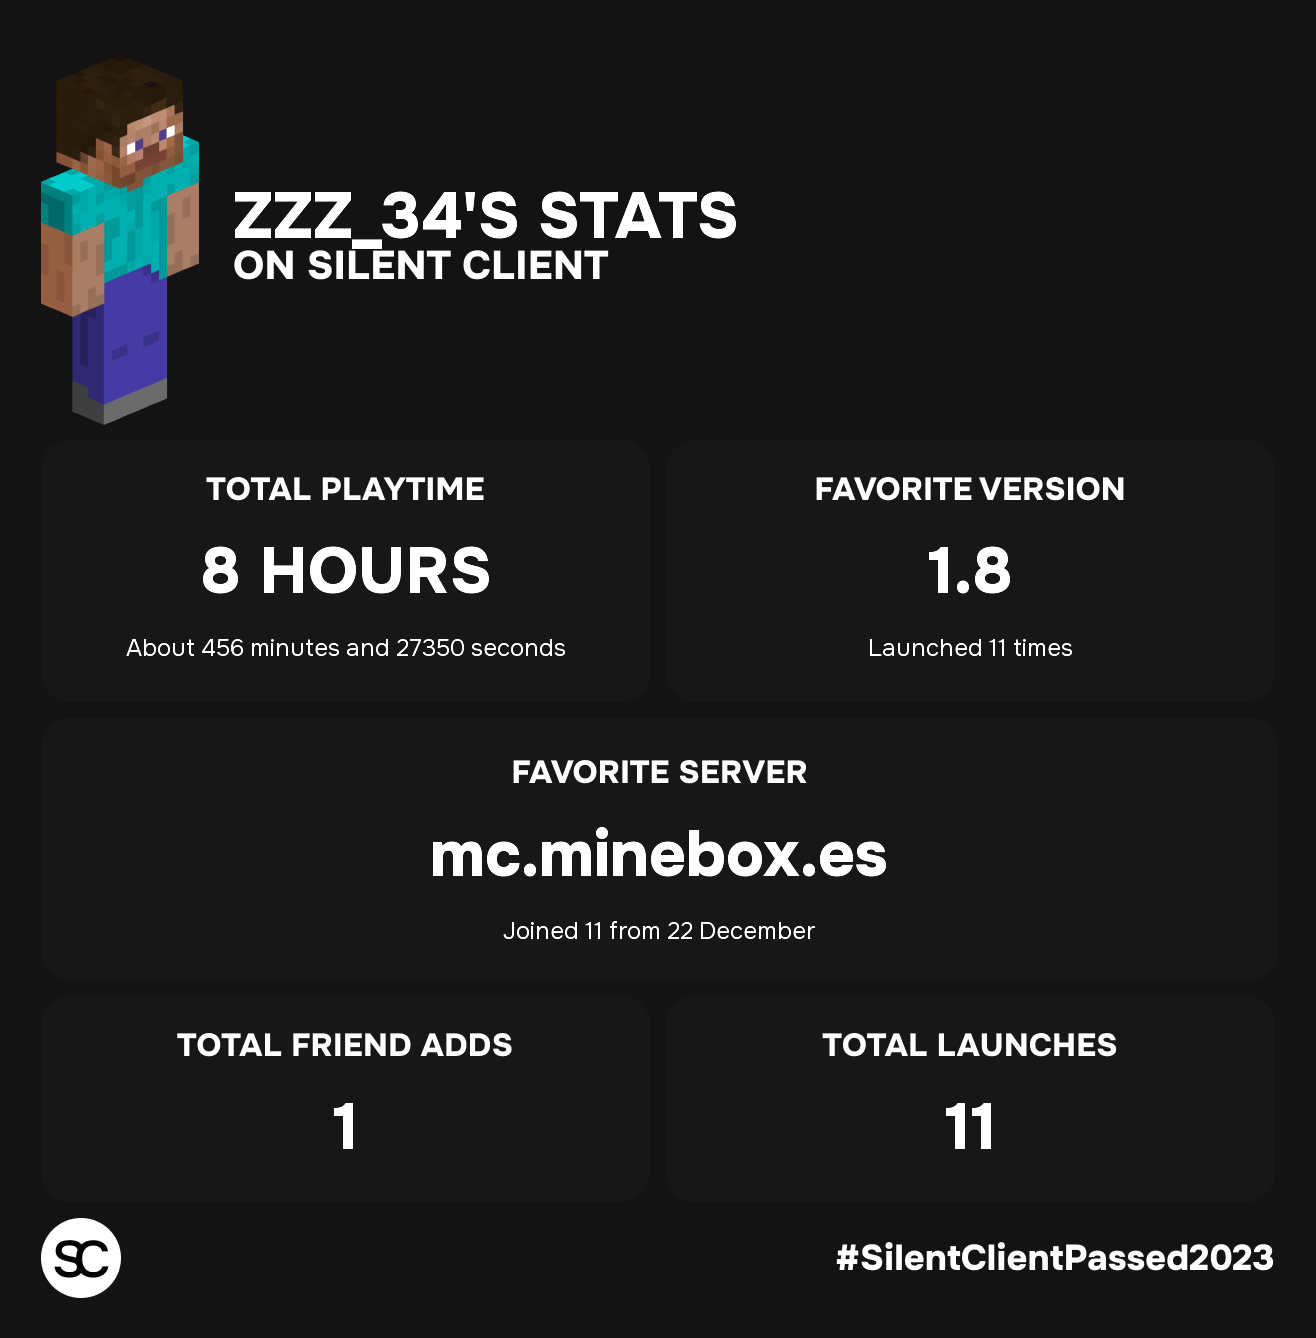 ZZZ_34'S STATS
ON SILENT CLIENT
TOTAL PLAYTIME
8 HOURS
About 456 minutes and 27350 seconds
FAVORITE VERSION
1.8
Launched 11 times
FAVORITE SERVER
mc.minebox.es
Joined 11 from 22 December
TOTAL FRIEND ADDS
1
TOTAL LAUNCHES
11
SC
#SilentClientPassed2023